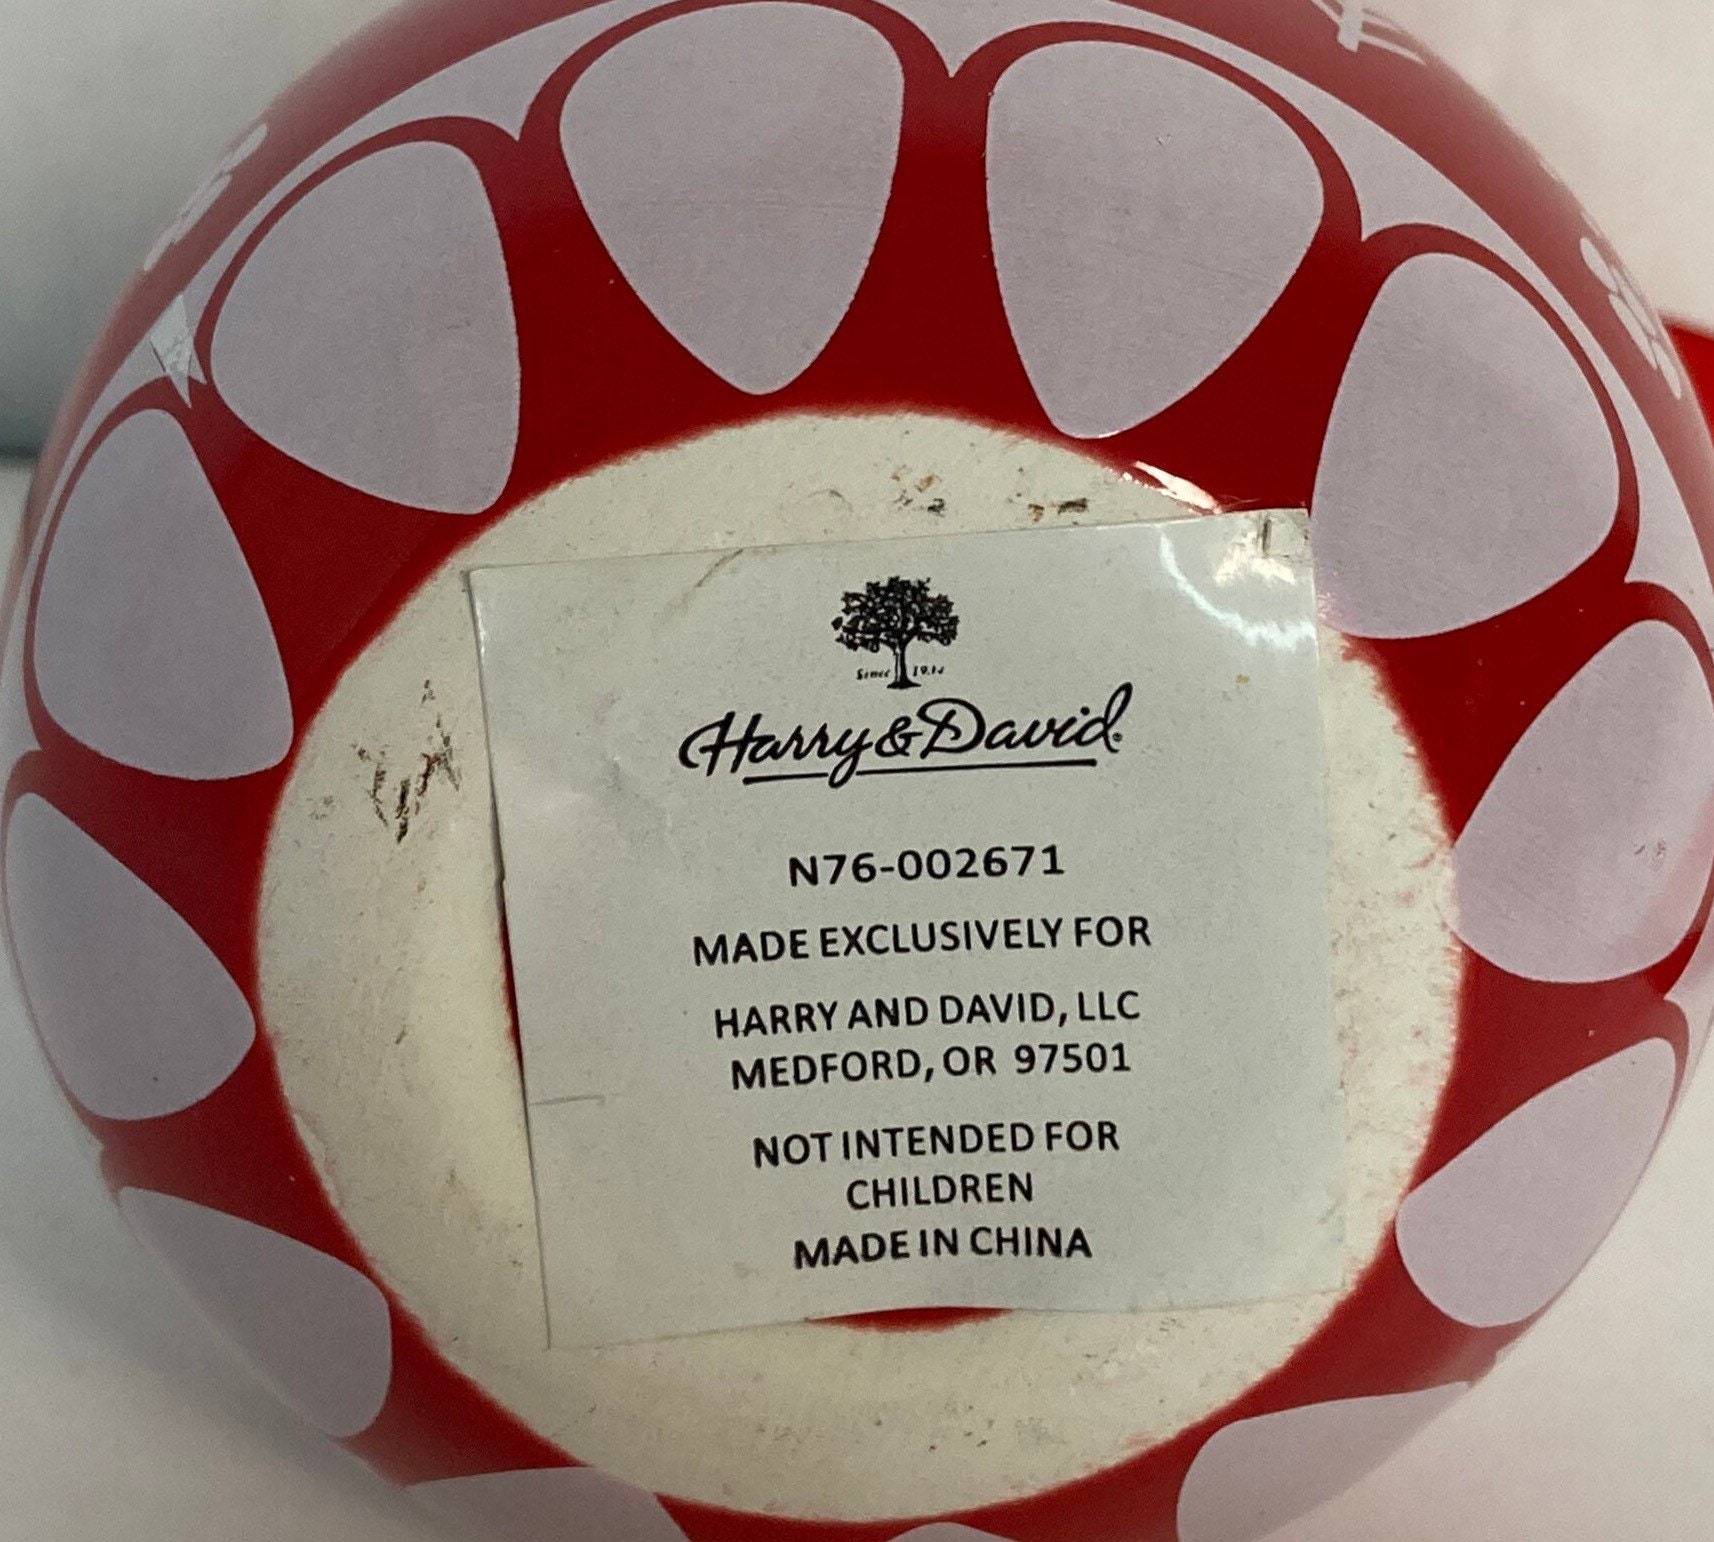 Since 1934
Harry & David®
N76-002671
MADE EXCLUSIVELY FOR
HARRY AND DAVID, LLC
MEDFORD, OR 97501
NOT INTENDED FOR
CHILDREN
MADE IN CHINA